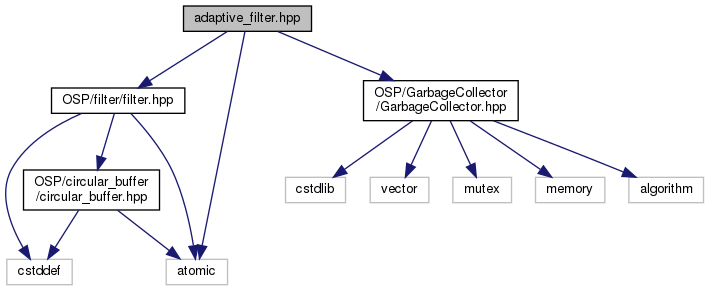 adaptive_filter.hpp
OSP/filter/filter.hpp
OSP/GarbageCollector
/GarbageCollector.hpp
OSP/circular_buffer
/circular_buffer.hpp
cstdlib
vector
mutex
memory
algorithm
cstddef
atomic